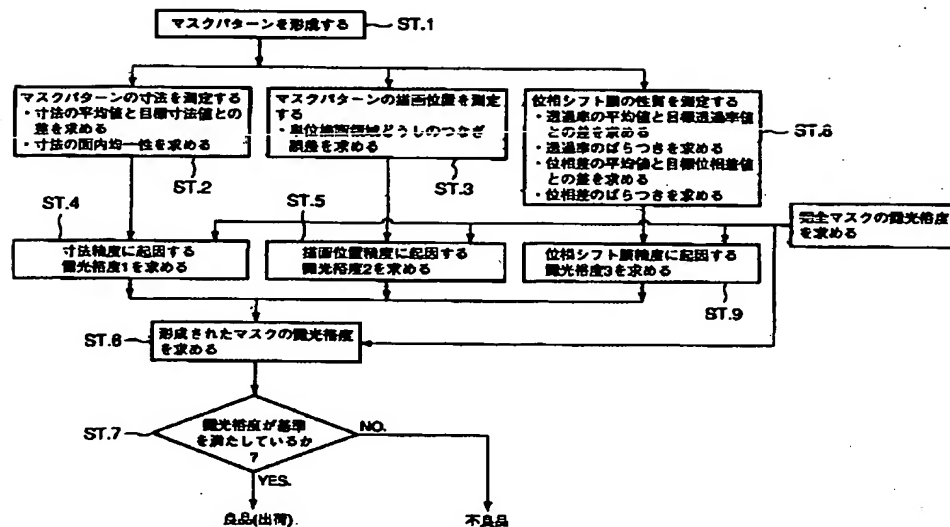 マスクパターンを形成する
ST.1
マスクパターンの寸法を測定する
・寸法の平均値と目標寸法値との
差を求める
・寸法の面内均一性を求める
ST.2
マスクパターンの描画位置を測定
する
・単位描画領域どうしのつなぎ
誤差を求める
ST.3
位相シフト膜の性質を測定する
・透過率の平均値と目標透過率値
との差を求める
・透過率のばらつきを求める
・位相差の平均値と目標位相差値
との差を求める
・位相差のばらつきを求める
ST.8
ST.4
寸法精度に起因する
露光裕度1を求める
ST.5
描画位置精度に起因する
露光裕度2を求める
位相シフト膜精度に起因する
露光裕度3を求める
ST.9
完全マスクの露光裕度
を求める
ST.6
形成されたマスクの露光裕度
を求める
ST.7
露光裕度が基準
を満たしているか
?
NO.
YES.
良品(出荷)
不良品